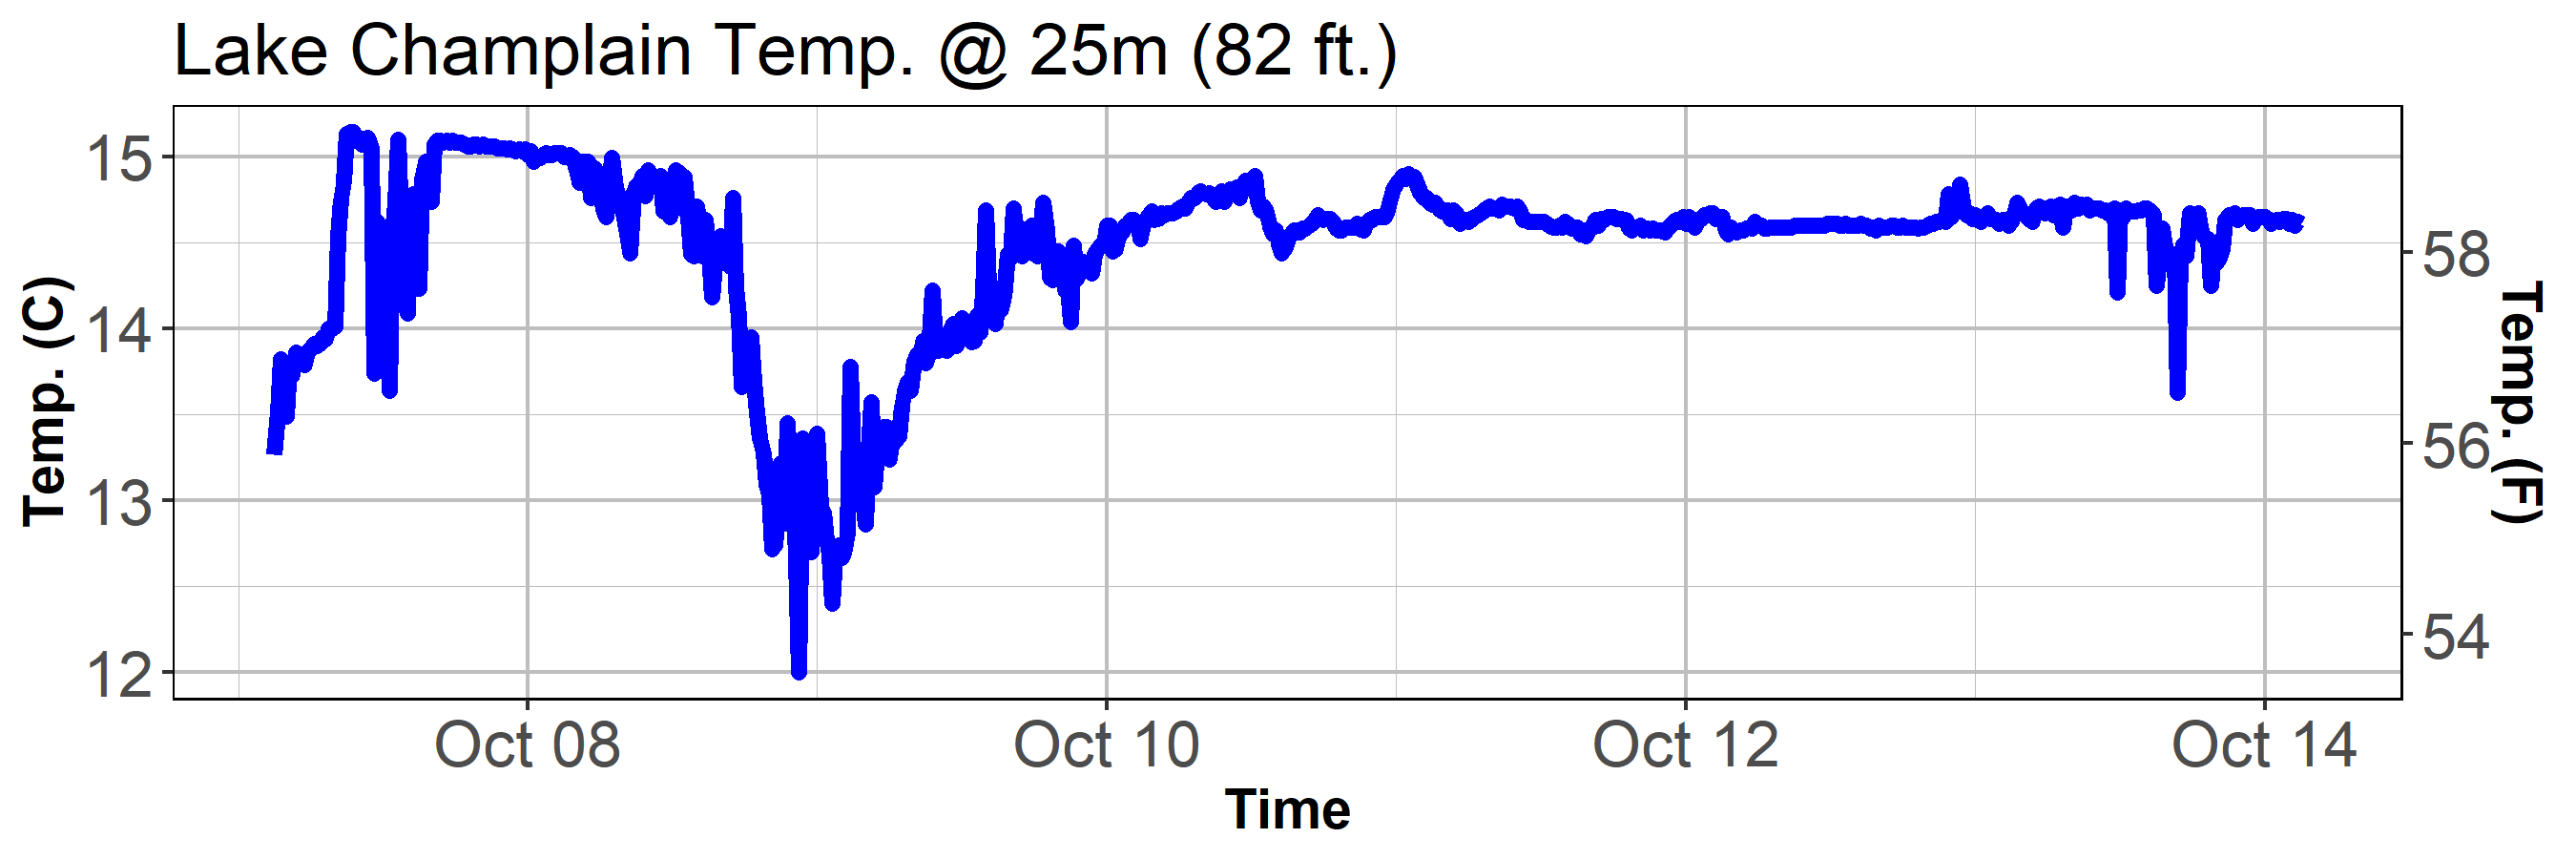 Lake Champlain Temp. @ 25m (82 ft.)
Temp. (C)
15
14
13
12
58
56
54
Temp. (F)
Oct 08
Oct 10
Oct 12
Oct 14
Time